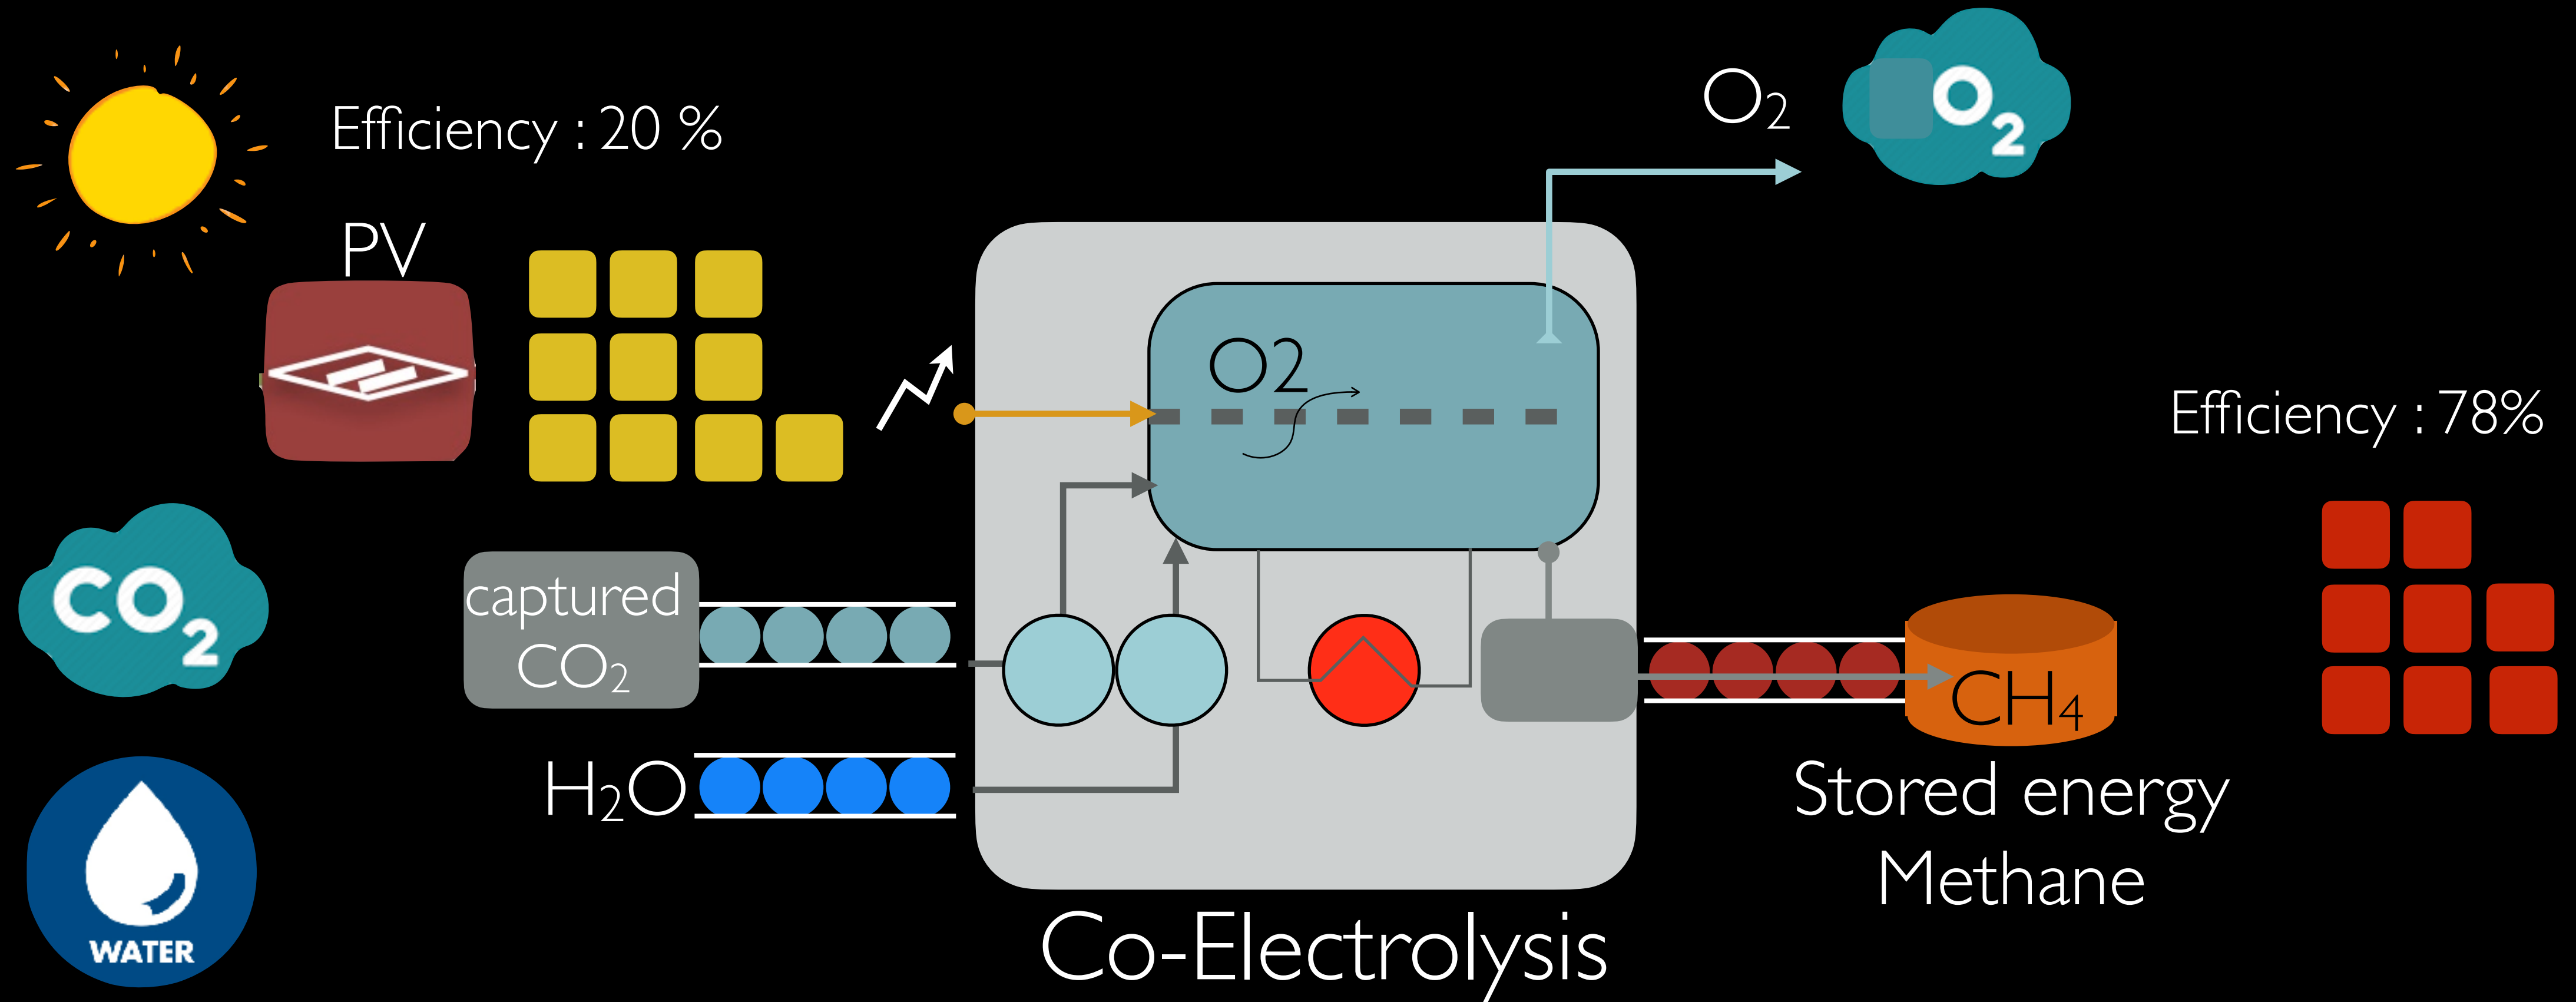 Efficiency : 20 %
PV
O₂
O₂
O2
Efficiency : 78%
CO₂
captured
CO₂
H₂O
CH₄
Stored energy
Methane
WATER
Co-Electrolysis